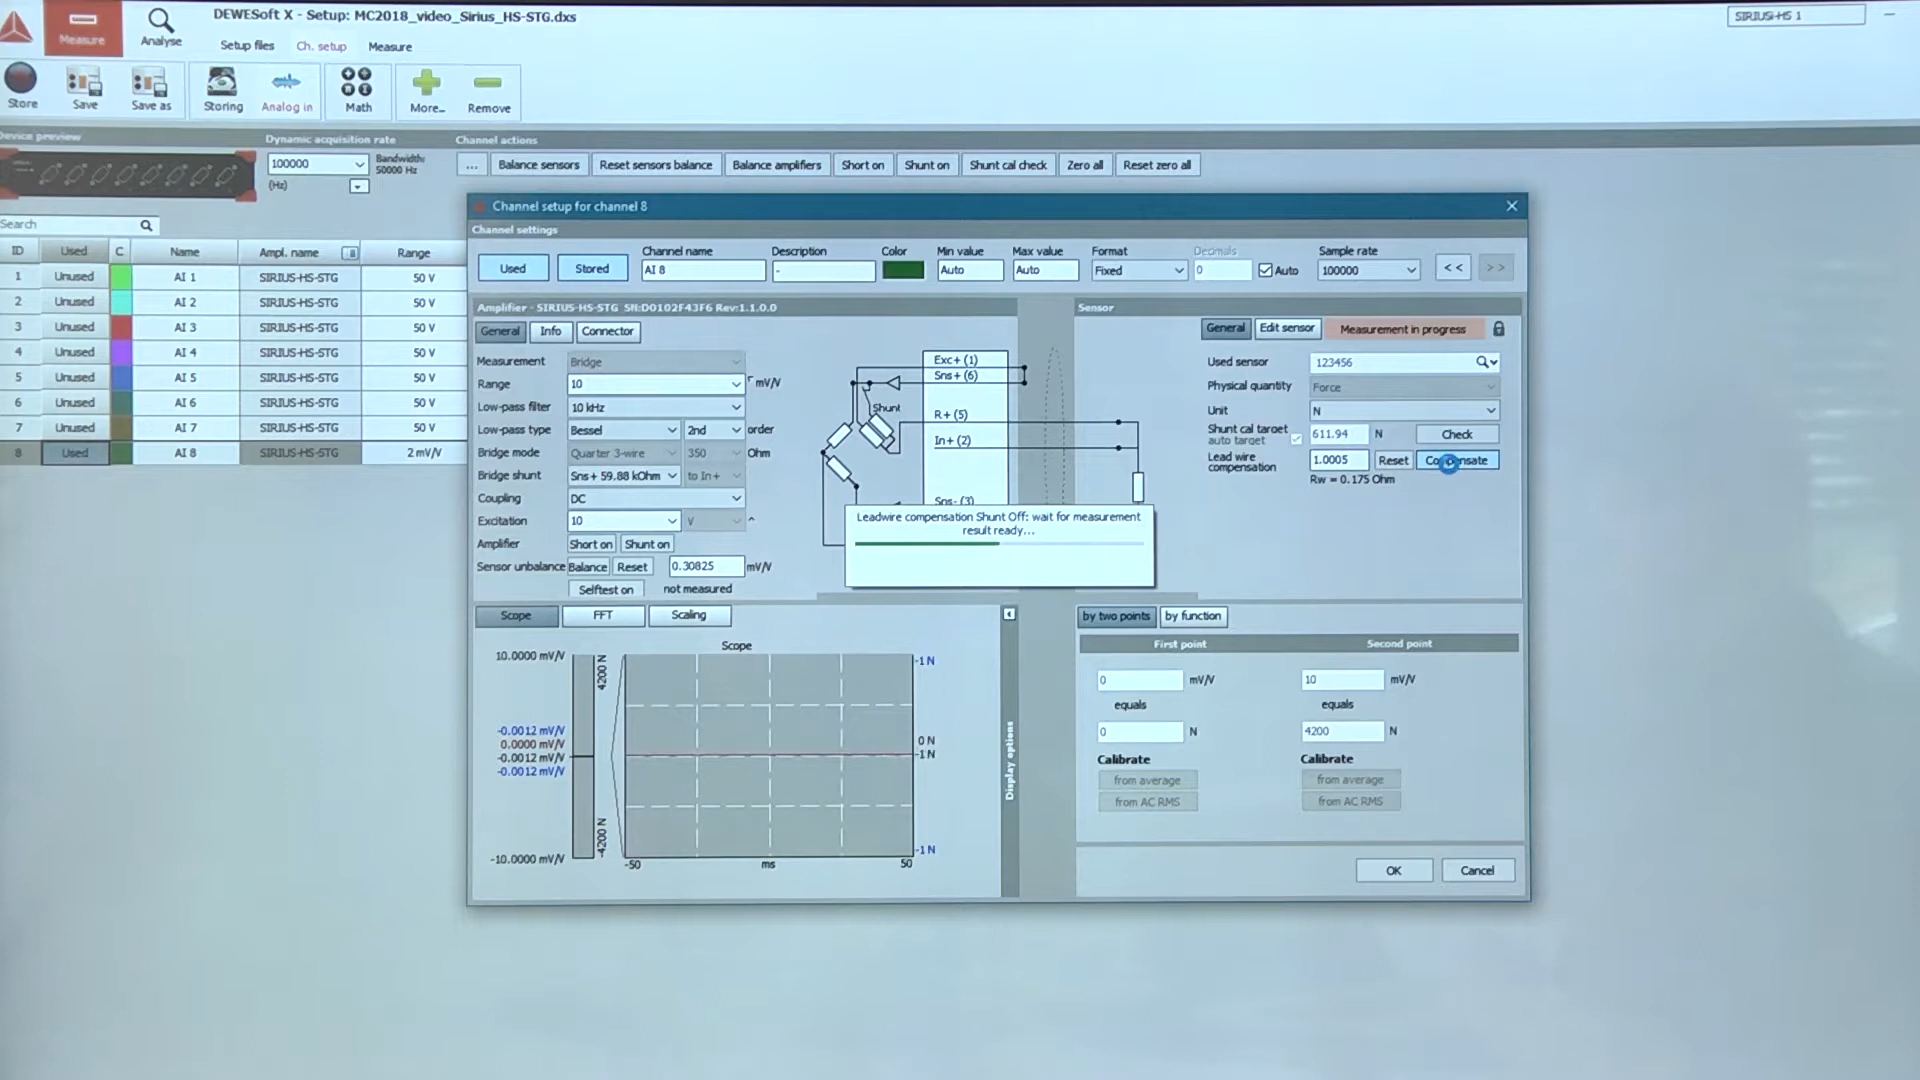 DEWESoft X - Setup: MC2018_video_Sirius_HS-STG.dxs
SIRIUS-HS 1
Measure
Analyse
Setup files
Ch. setup
Measure
Store
Save
Save as
Storing
Analog in
Math
More...
Remove
Device preview
Dynamic acquisition rate
Channel actions
100000
Bandwidth:
50000 Hz
(Hz)
...
Balance sensors
Reset sensors balance
Balance amplifiers
Short on
Shunt on
Shunt cal check
Zero all
Reset zero all
Search
ID Used C Name Ampl. name Range
1 Unused AI 1 SIRIUS-HS-STG 50 V
2 Unused AI 2 SIRIUS-HS-STG 50 V
3 Unused AI 3 SIRIUS-HS-STG 50 V
4 Unused AI 4 SIRIUS-HS-STG 50 V
5 Unused AI 5 SIRIUS-HS-STG 50 V
6 Unused AI 6 SIRIUS-HS-STG 50 V
7 Unused AI 7 SIRIUS-HS-STG 50 V
8 Used AI 8 SIRIUS-HS-STG 2 mV/V
Channel setup for channel 8
Channel settings
Used
Stored
Channel name
AI 8
Description
-
Color
Min value
Auto
Max value
Auto
Format
Fixed
Decimals
0
Auto
Sample rate
100000
<<
>>
Amplifier - SIRIUS-HS-STG SN:D0102F43F6 Rev:1.1.0.0
General
Info
Connector
Measurement Bridge
Range 10 mV/V
Low-pass filter 10 kHz
Low-pass type Bessel 2nd order
Bridge mode Quarter 3-wire 350 Ohm
Bridge shunt Sns+ 59.88 kOhm to In+
Coupling DC
Excitation 10 V
Amplifier Short on Shunt on
Sensor unbalance Balance Reset 0.30825 mV/V
Selftest on not measured
Exc+ (1)
Sns+ (6)
Shunt
R+ (5)
In+ (2)
Sns- (3)
Leadwire compensation Shunt Off: wait for measurement
result ready...
Sensor
General
Edit sensor
Measurement in progress
Used sensor 123456
Physical quantity Force
Unit N
Shunt cal target
auto target
611.94 N
Check
Lead wire
compensation
1.0005
Reset
Compensate
Rw = 0.175 Ohm
Scope
FFT
Scaling
Scope
10.0000 mV/V
4200 N
-1 N
-0.0012 mV/V
0.0000 mV/V
-0.0012 mV/V
-0.0012 mV/V
0 N
-1 N
-10.0000 mV/V
-4200 N
-1 N
-50
ms
50
Display options
by two points
by function
First point
Second point
0 mV/V
10 mV/V
equals
equals
0 N
4200 N
Calibrate
Calibrate
from average
from average
from AC RMS
from AC RMS
OK
Cancel